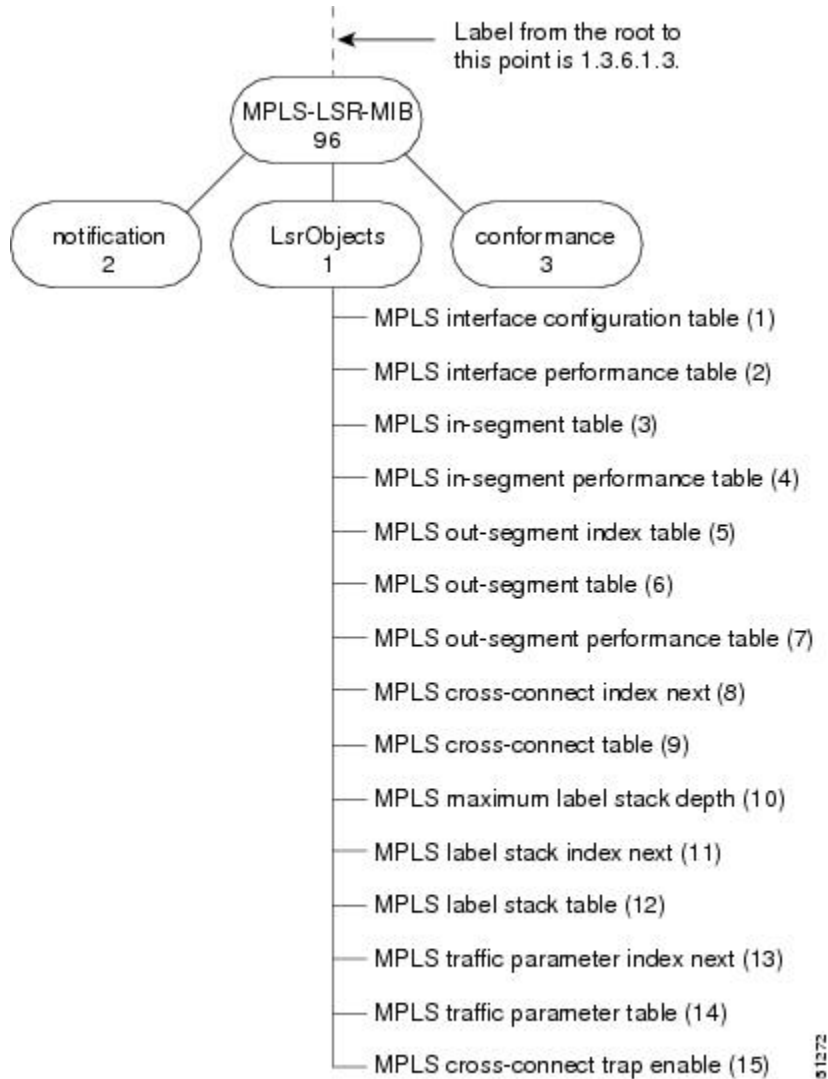 Label from the root to
this point is 1.3.6.1.3.
MPLS-LSR-MIB
96
notification
2
LsrObjects
1
conformance
3
MPLS interface configuration table (1)
MPLS interface performance table (2)
MPLS in-segment table (3)
MPLS in-segment performance table (4)
MPLS out-segment index table (5)
MPLS out-segment table (6)
MPLS out-segment performance table (7)
MPLS cross-connect index next (8)
MPLS cross-connect table (9)
MPLS maximum label stack depth (10)
MPLS label stack index next (11)
MPLS label stack table (12)
MPLS traffic parameter index next (13)
MPLS traffic parameter table (14)
MPLS cross-connect trap enable (15)
51272